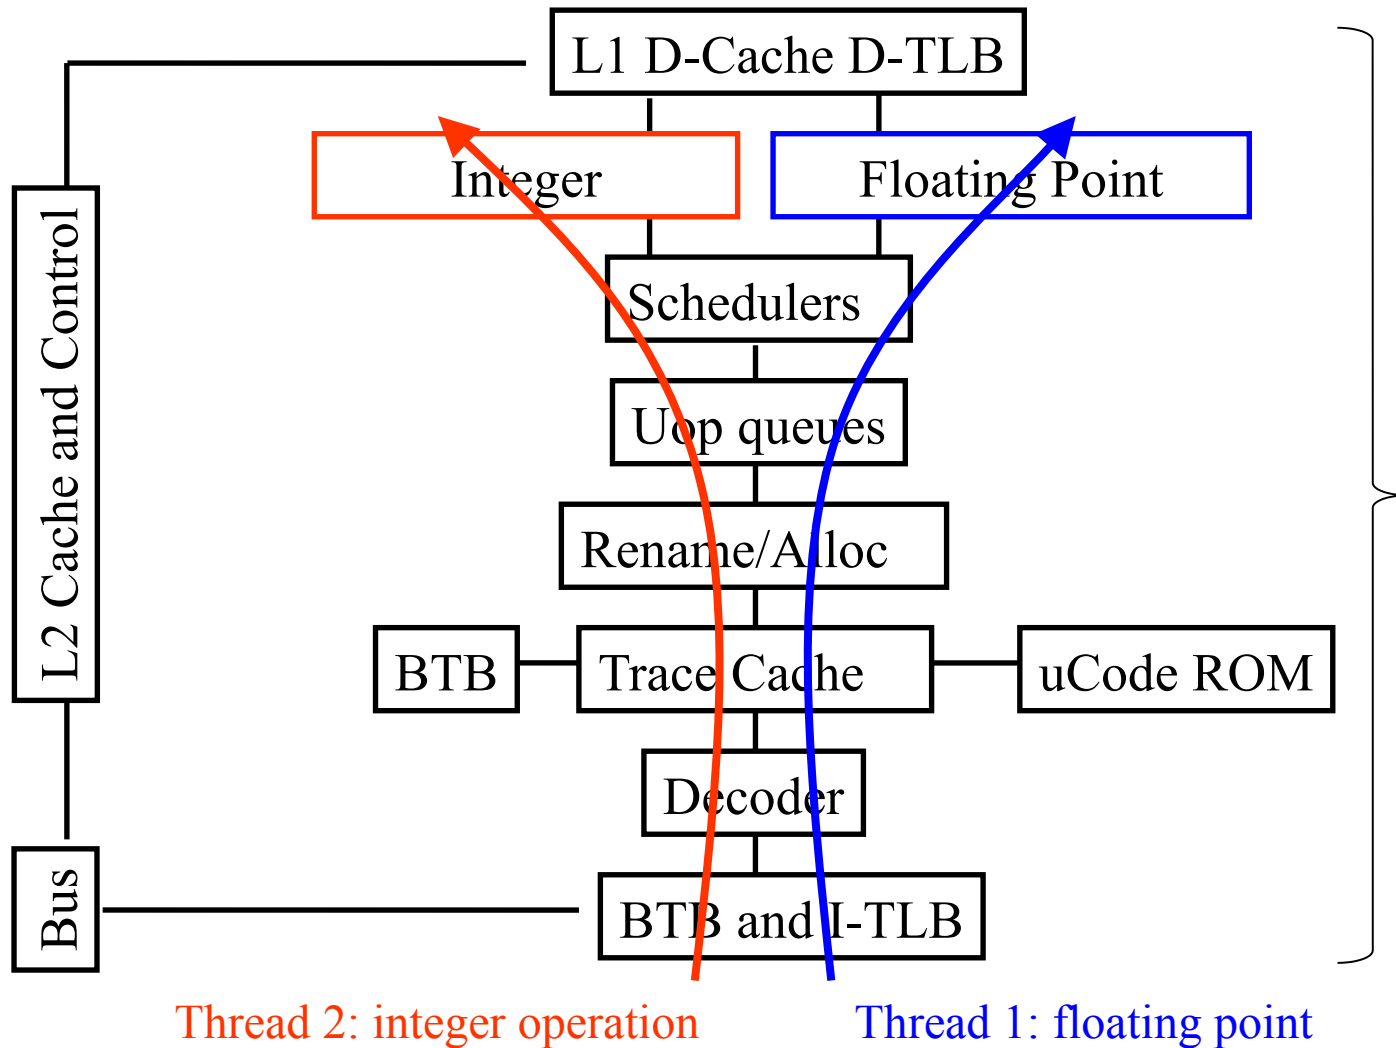 L1 D-Cache D-TLB
Integer
Floating Point
L2 Cache and Control
Schedulers
Uop queues
Rename/Alloc
BTB
Trace Cache
uCode ROM
Decoder
Bus
BTB and I-TLB
Thread 2: integer operation
Thread 1: floating point